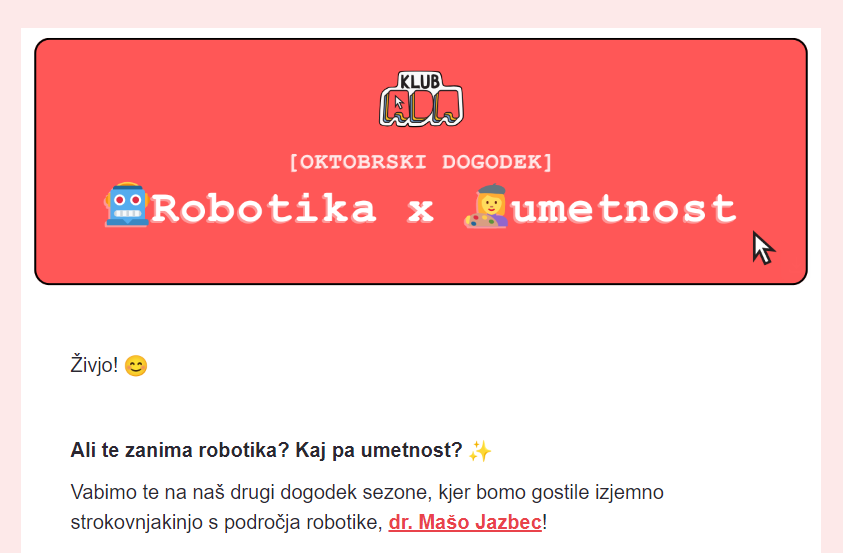 KLUB
ADA
[OKTOBRSKI DOGODEK]
🤖Robotika x 👩‍🎨umetnost
Živjo! 😊
Ali te zanima robotika? Kaj pa umetnost? ✨
Vabimo te na naš drugi dogodek sezone, kjer bomo gostile izjemno
strokovnjakinjo s področja robotike, dr. Mašo Jazbec!